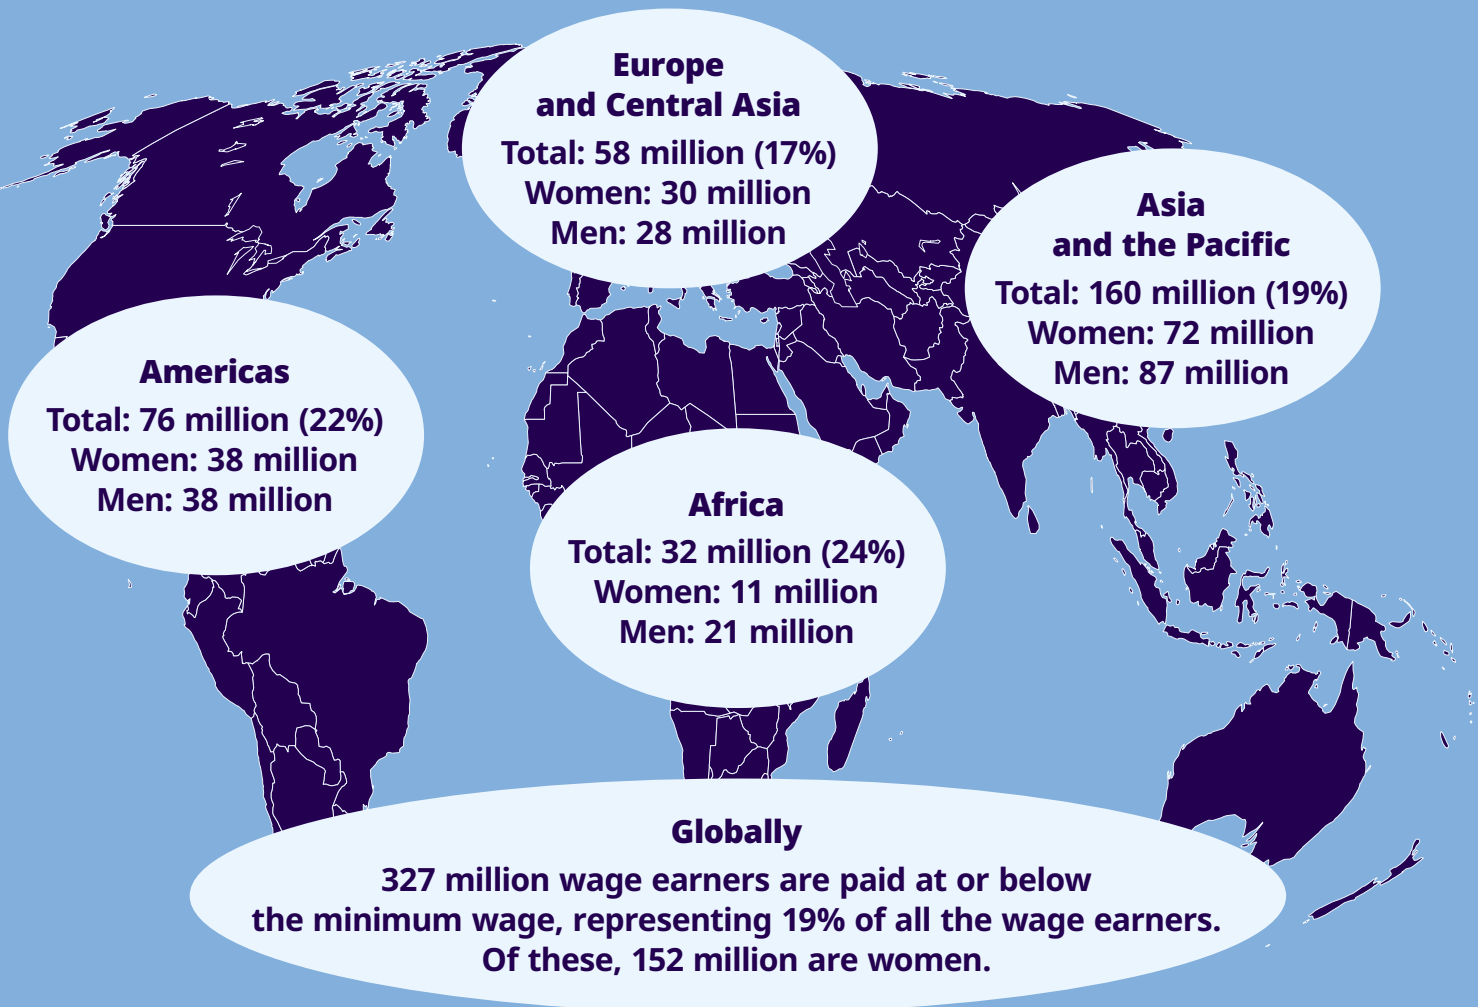 Europe
and Central Asia
Total: 58 million (17%)
Women: 30 million
Men: 28 million
Asia
and the Pacific
Total: 160 million (19%)
Women: 72 million
Men: 87 million
Americas
Total: 76 million (22%)
Women: 38 million
Men: 38 million
Africa
Total: 32 million (24%)
Women: 11 million
Men: 21 million
Globally
327 million wage earners are paid at or below
the minimum wage, representing 19% of all the wage earners.
Of these, 152 million are women.